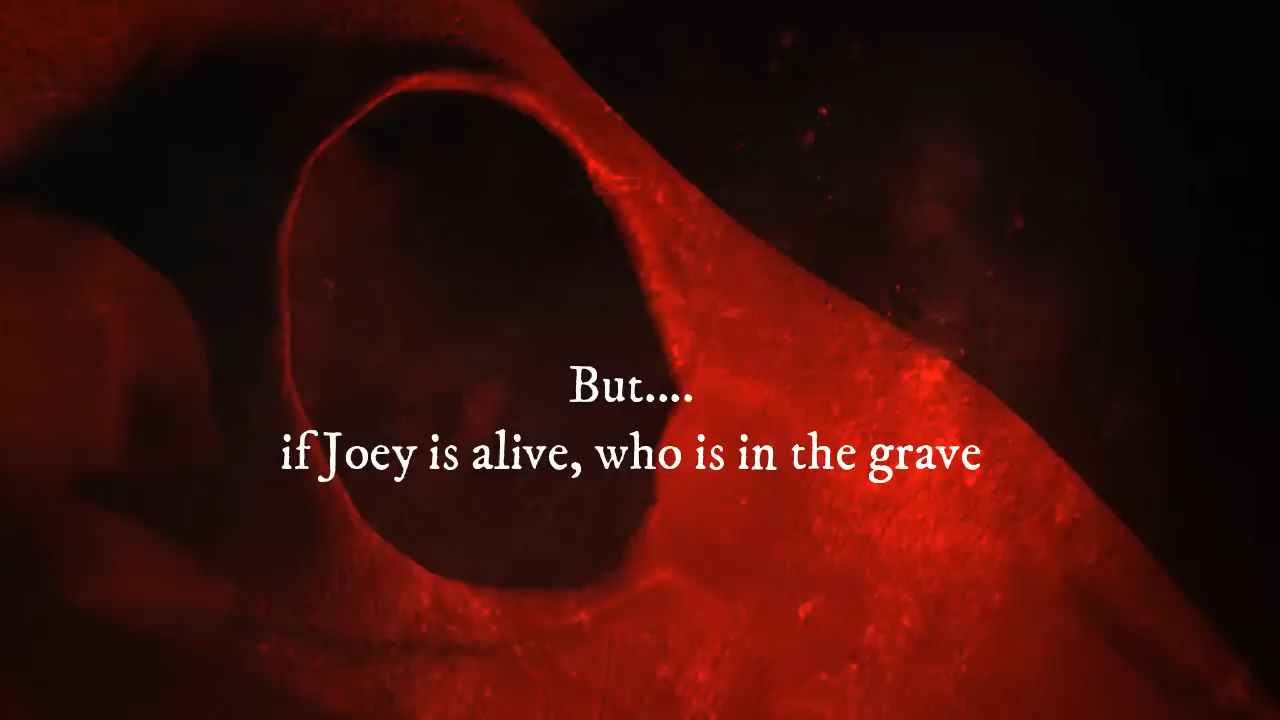 But....
if Joey is alive, who is in the grave